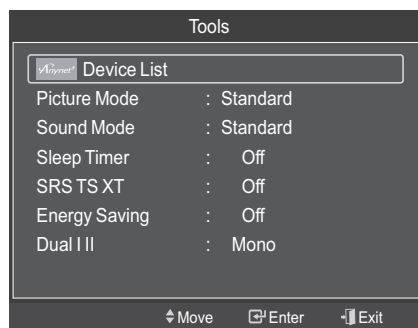 Tools
Anynet+ Device List
Picture Mode : Standard
Sound Mode : Standard
Sleep Timer : Off
SRS TS XT : Off
Energy Saving : Off
Dual I II : Mono
Move Enter Exit